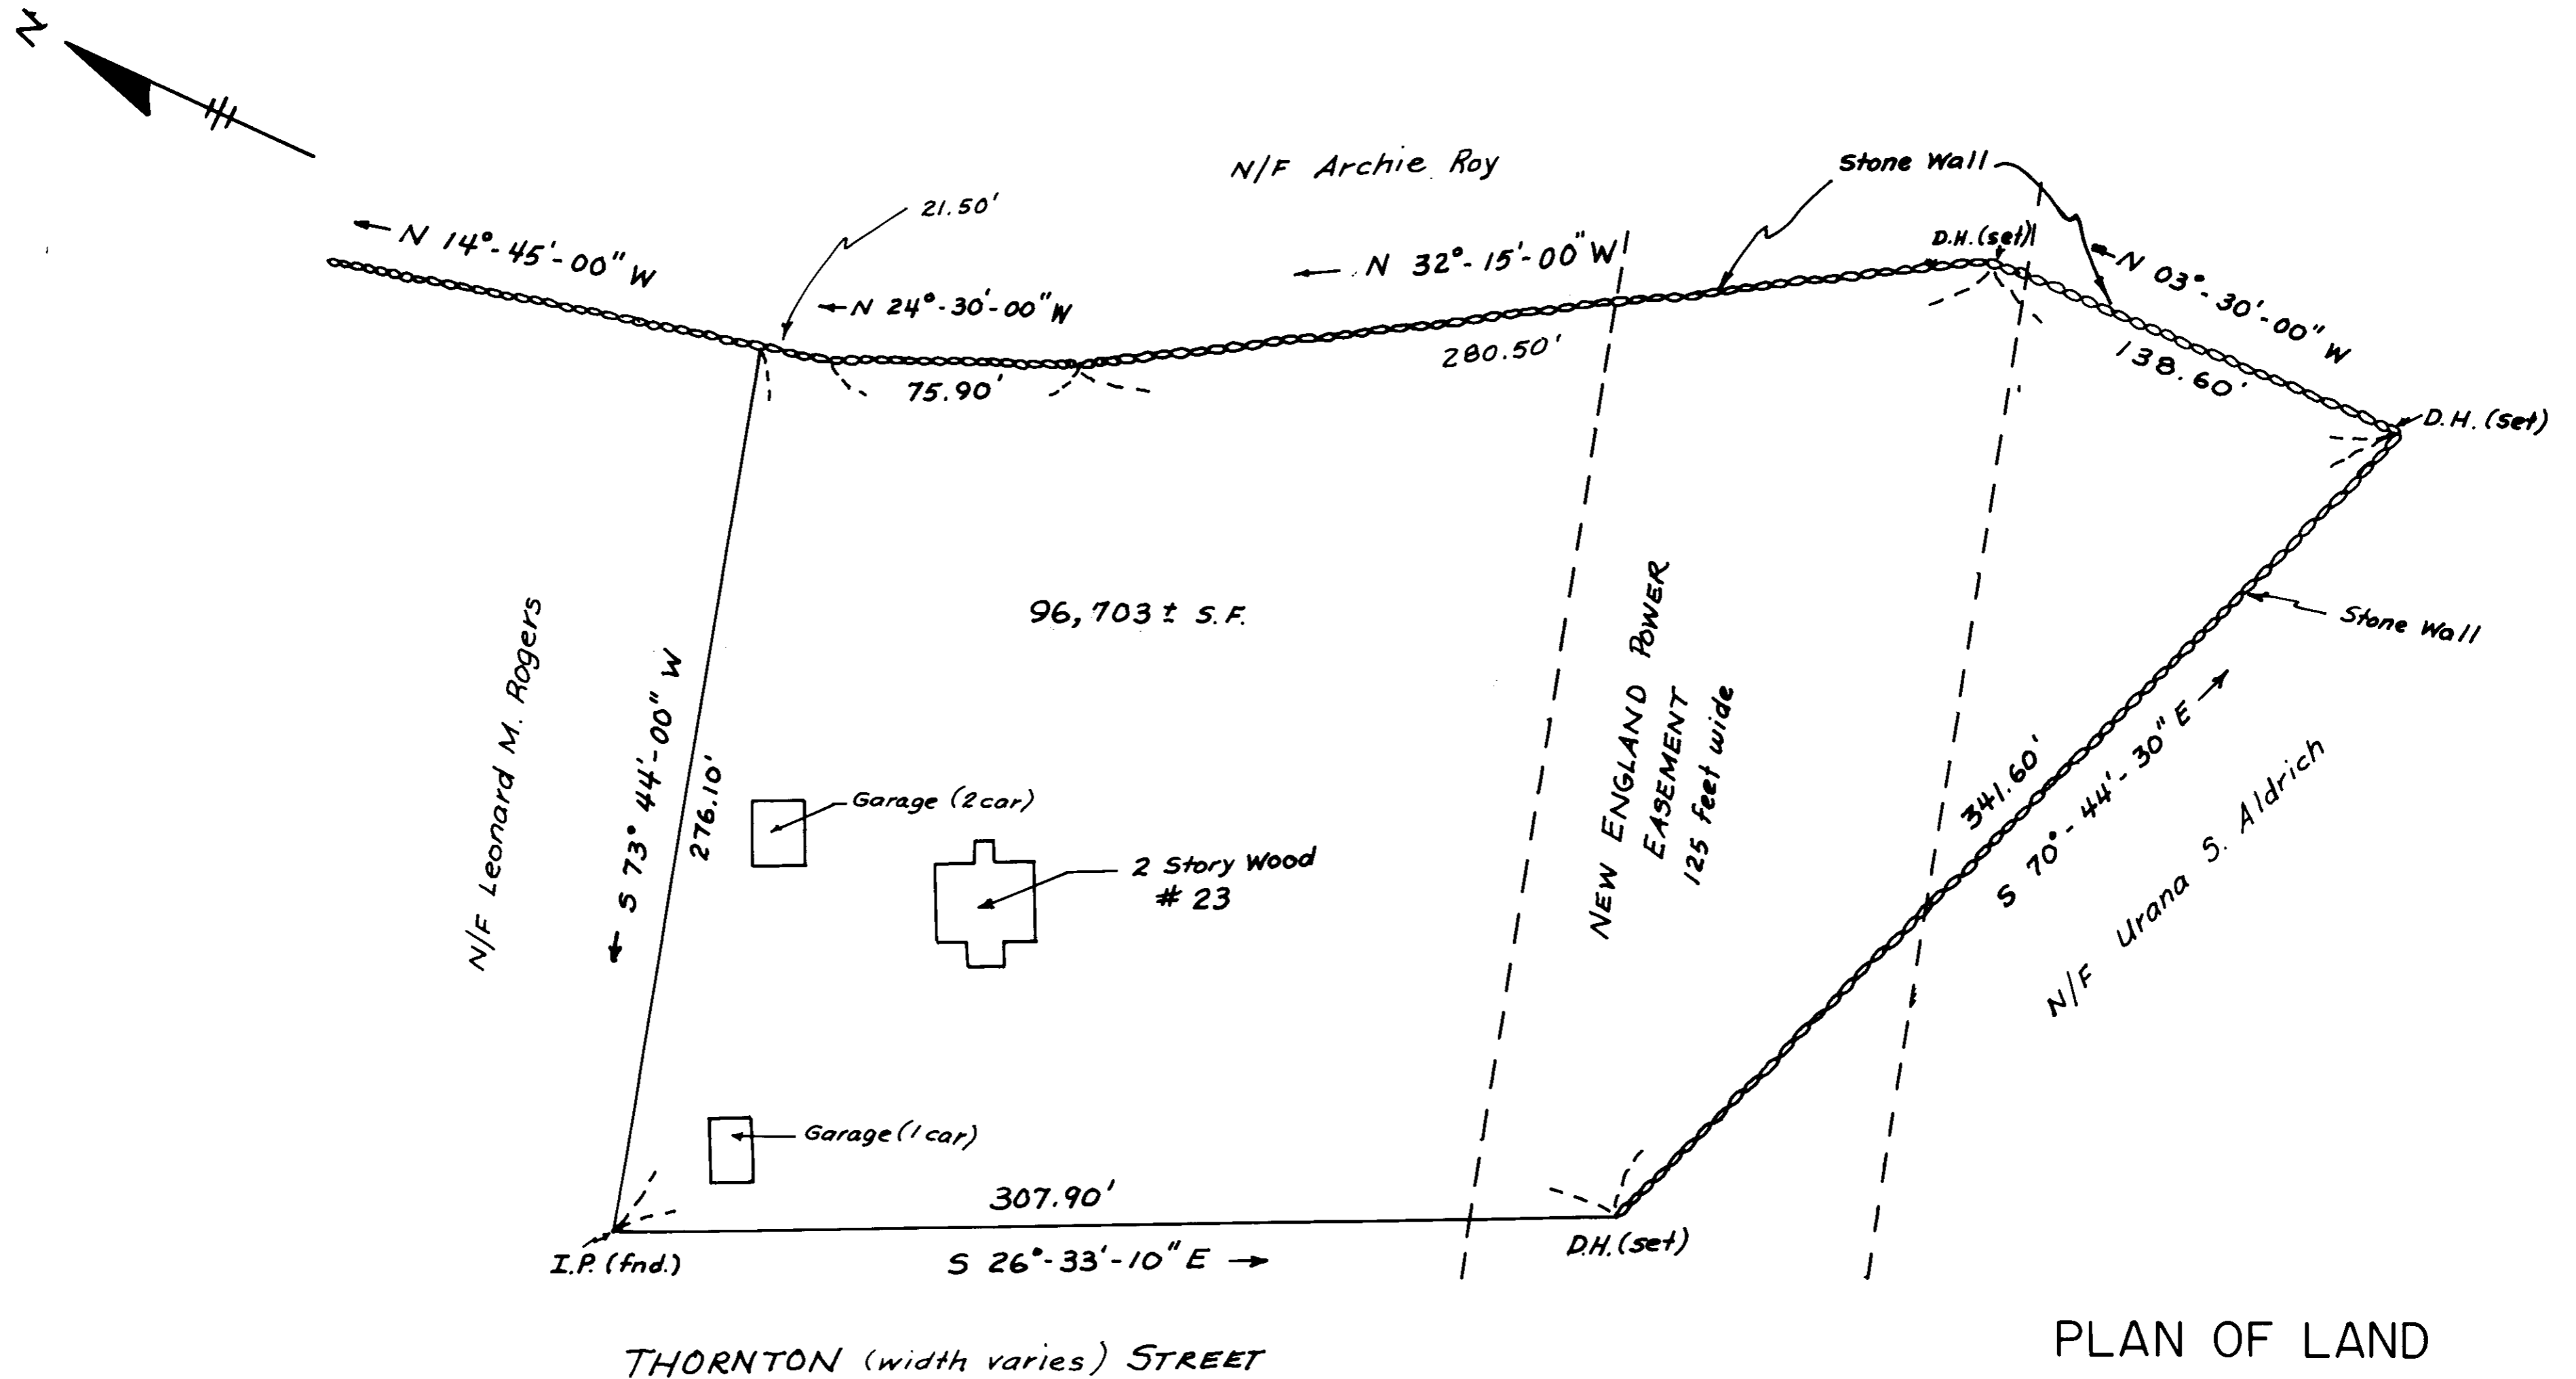 N
N/F Archie Roy
Stone Wall
21.50'
N 14°-45'-00" W
N 24°-30'-00" W
N 32°-15'-00" W
D.H. (set)
N 03°-30'-00" W
75.90'
280.50'
138.60'
D.H. (set)
96,703 ± S.F.
N/F Leonard M. Rogers
S 73° 44'-00" W
276.10'
NEW ENGLAND POWER
EASEMENT
125 feet wide
Stone Wall
341.60'
S 70°-44'-30" E
N/F Urana S. Aldrich
Garage (2 car)
2 Story Wood
# 23
Garage (1 car)
307.90'
I.P. (fnd.)
S 26°-33'-10" E
D.H. (set)
THORNTON (width varies) STREET
PLAN OF LAND